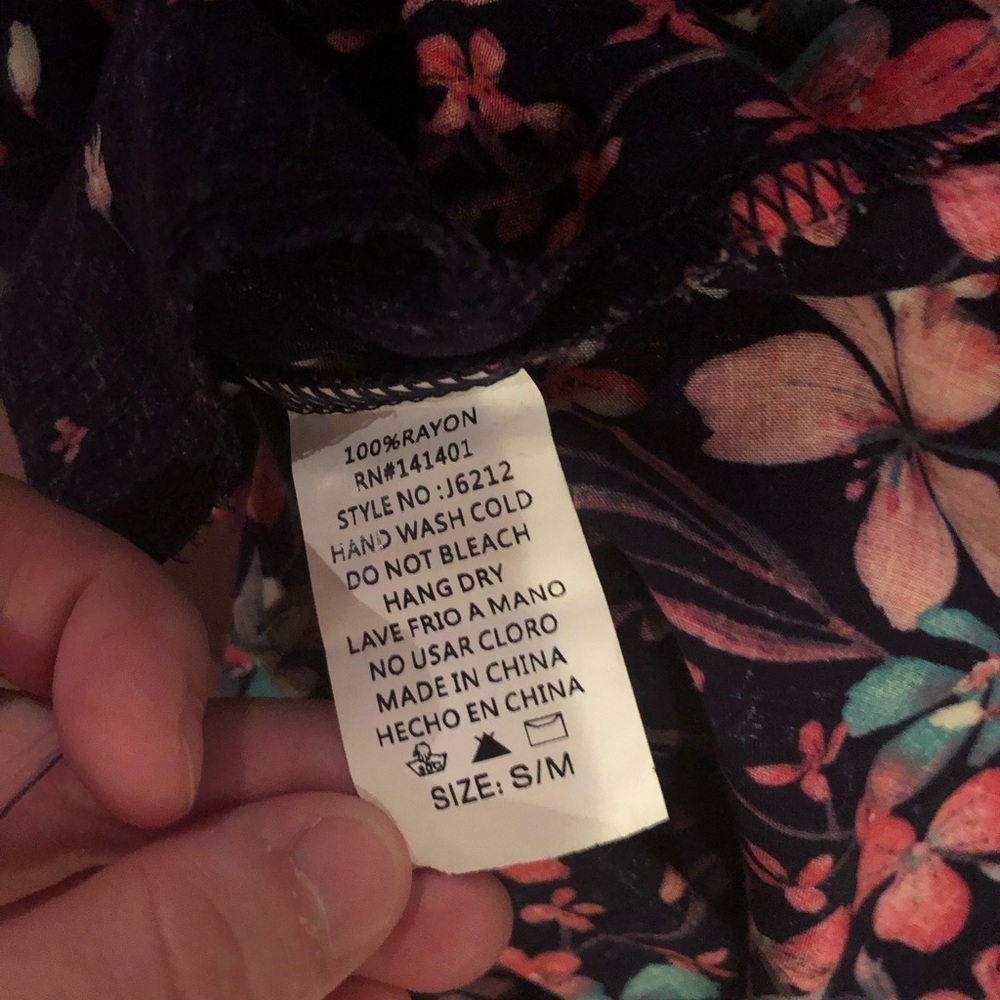 100%RAYON
RN#141401
STYLE NO :J6212
HAND WASH COLD
DO NOT BLEACH
HANG DRY
LAVE FRIO A MANO
NO USAR CLORO
MADE IN CHINA
HECHO EN CHINA
SIZE: S/M